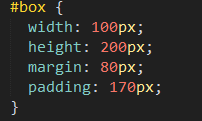 #box {
  width: 100px;
  height: 200px;
  margin: 80px;
  padding: 170px;
}